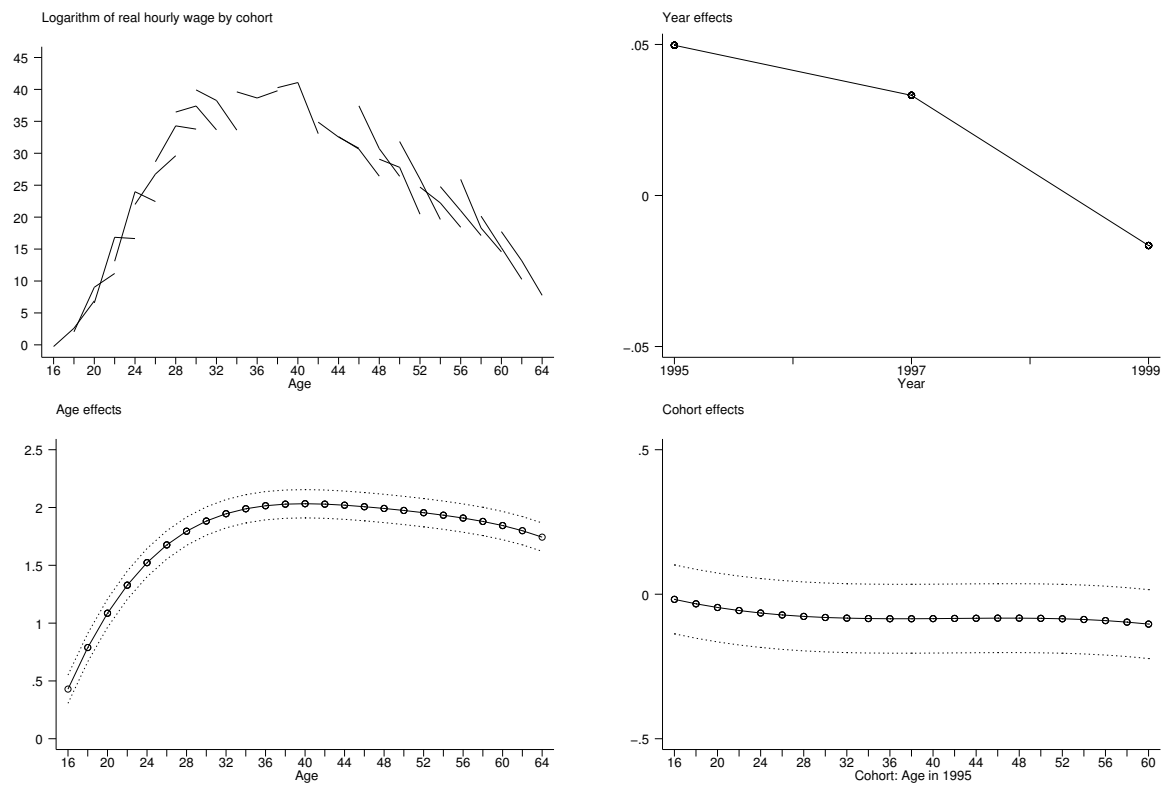 Logarithm of real hourly wage by cohort
45
40
35
30
25
20
15
10
5
0
16 20 24 28 32 36 40 44 48 52 56 60 64
Age
Year effects
.05
0
−.05
1995 1997 1999
Year
Age effects
2.5
2
1.5
1
.5
0
16 20 24 28 32 36 40 44 48 52 56 60 64
Age
Cohort effects
.5
0
−.5
16 20 24 28 32 36 40 44 48 52 56 60
Cohort: Age in 1995